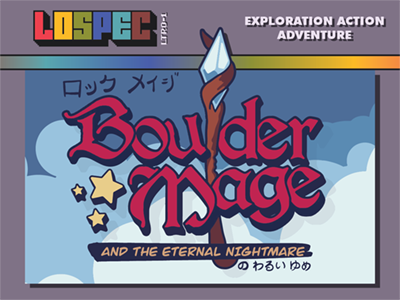 LOSPEC
LTRO-1
EXPLORATION ACTION
ADVENTURE
ロック メイジ
Boulder
Mage
AND THE ETERNAL NIGHTMARE
の わるい ゆめ